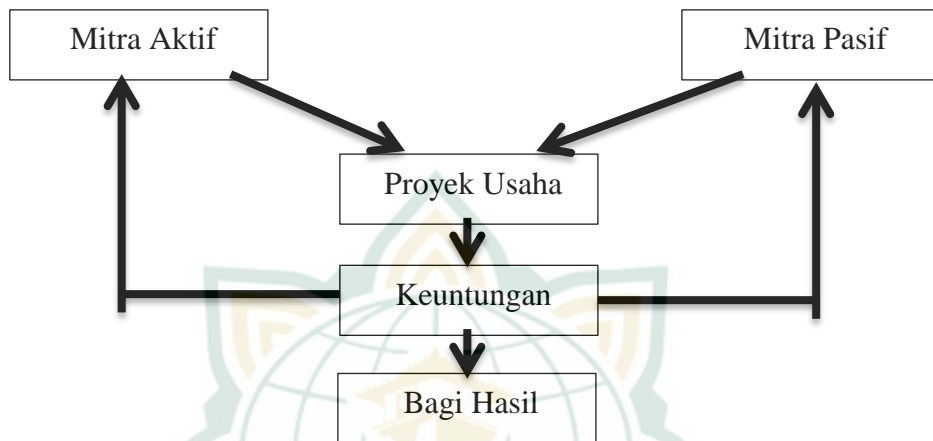 Mitra Aktif
Mitra Pasif
Proyek Usaha
Keuntungan
Bagi Hasil